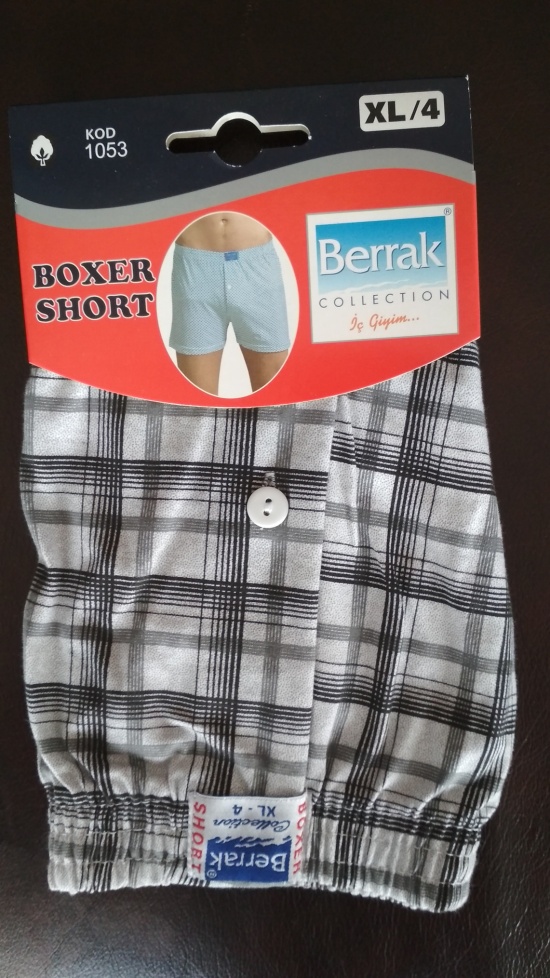 XL/4
KOD
1053
BOXER
SHORT
Berrak®
COLLECTION
İç Giyim...
BOXER
SHORT
Berrak®
Collection
XL - 4